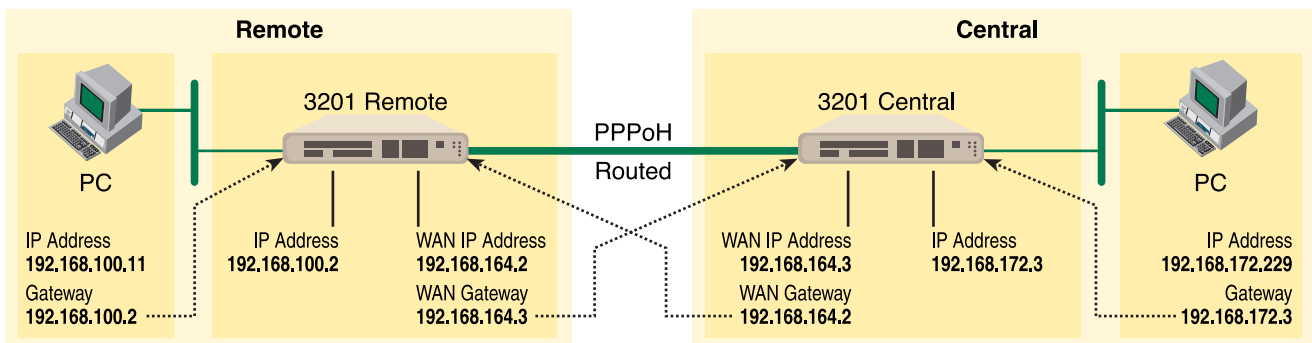 Remote
Central
3201 Remote
3201 Central
PPPoH
Routed
PC
PC
IP Address
192.168.100.11
Gateway
192.168.100.2
IP Address
192.168.100.2
WAN IP Address
192.168.164.2
WAN Gateway
192.168.164.3
WAN IP Address
192.168.164.3
WAN Gateway
192.168.164.2
IP Address
192.168.172.3
IP Address
192.168.172.229
Gateway
192.168.172.3